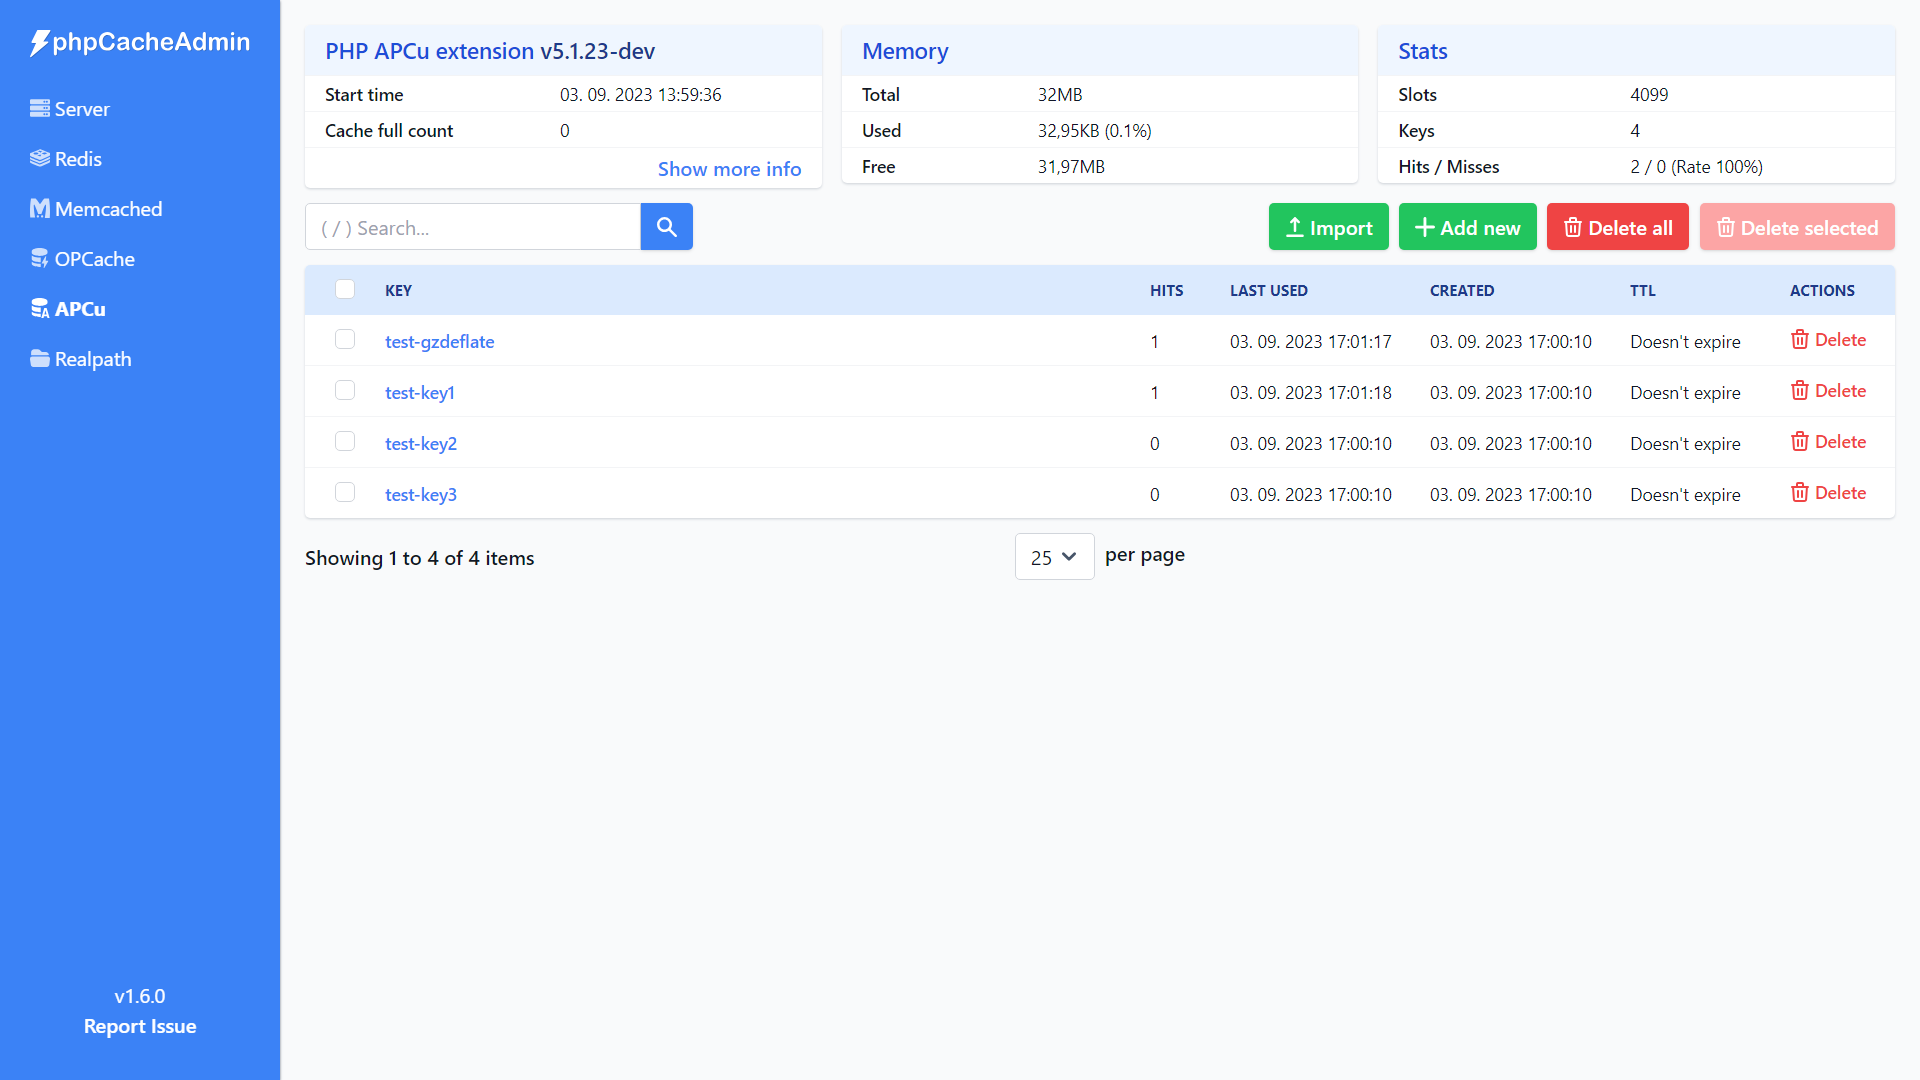 phpCacheAdmin
Server
Redis
Memcached
OPCache
APCu
Realpath
v1.6.0
Report Issue
PHP APCu extension v5.1.23-dev
Start time 03. 09. 2023 13:59:36
Cache full count 0
Show more info
Memory
Total 32MB
Used 32,95KB (0.1%)
Free 31,97MB
Stats
Slots 4099
Keys 4
Hits / Misses 2 / 0 (Rate 100%)
( / ) Search...
Import Add new Delete all Delete selected
KEY HITS LAST USED CREATED TTL ACTIONS
test-gzdeflate 1 03. 09. 2023 17:01:17 03. 09. 2023 17:00:10 Doesn't expire Delete
test-key1 1 03. 09. 2023 17:01:18 03. 09. 2023 17:00:10 Doesn't expire Delete
test-key2 0 03. 09. 2023 17:00:10 03. 09. 2023 17:00:10 Doesn't expire Delete
test-key3 0 03. 09. 2023 17:00:10 03. 09. 2023 17:00:10 Doesn't expire Delete
Showing 1 to 4 of 4 items 25 per page